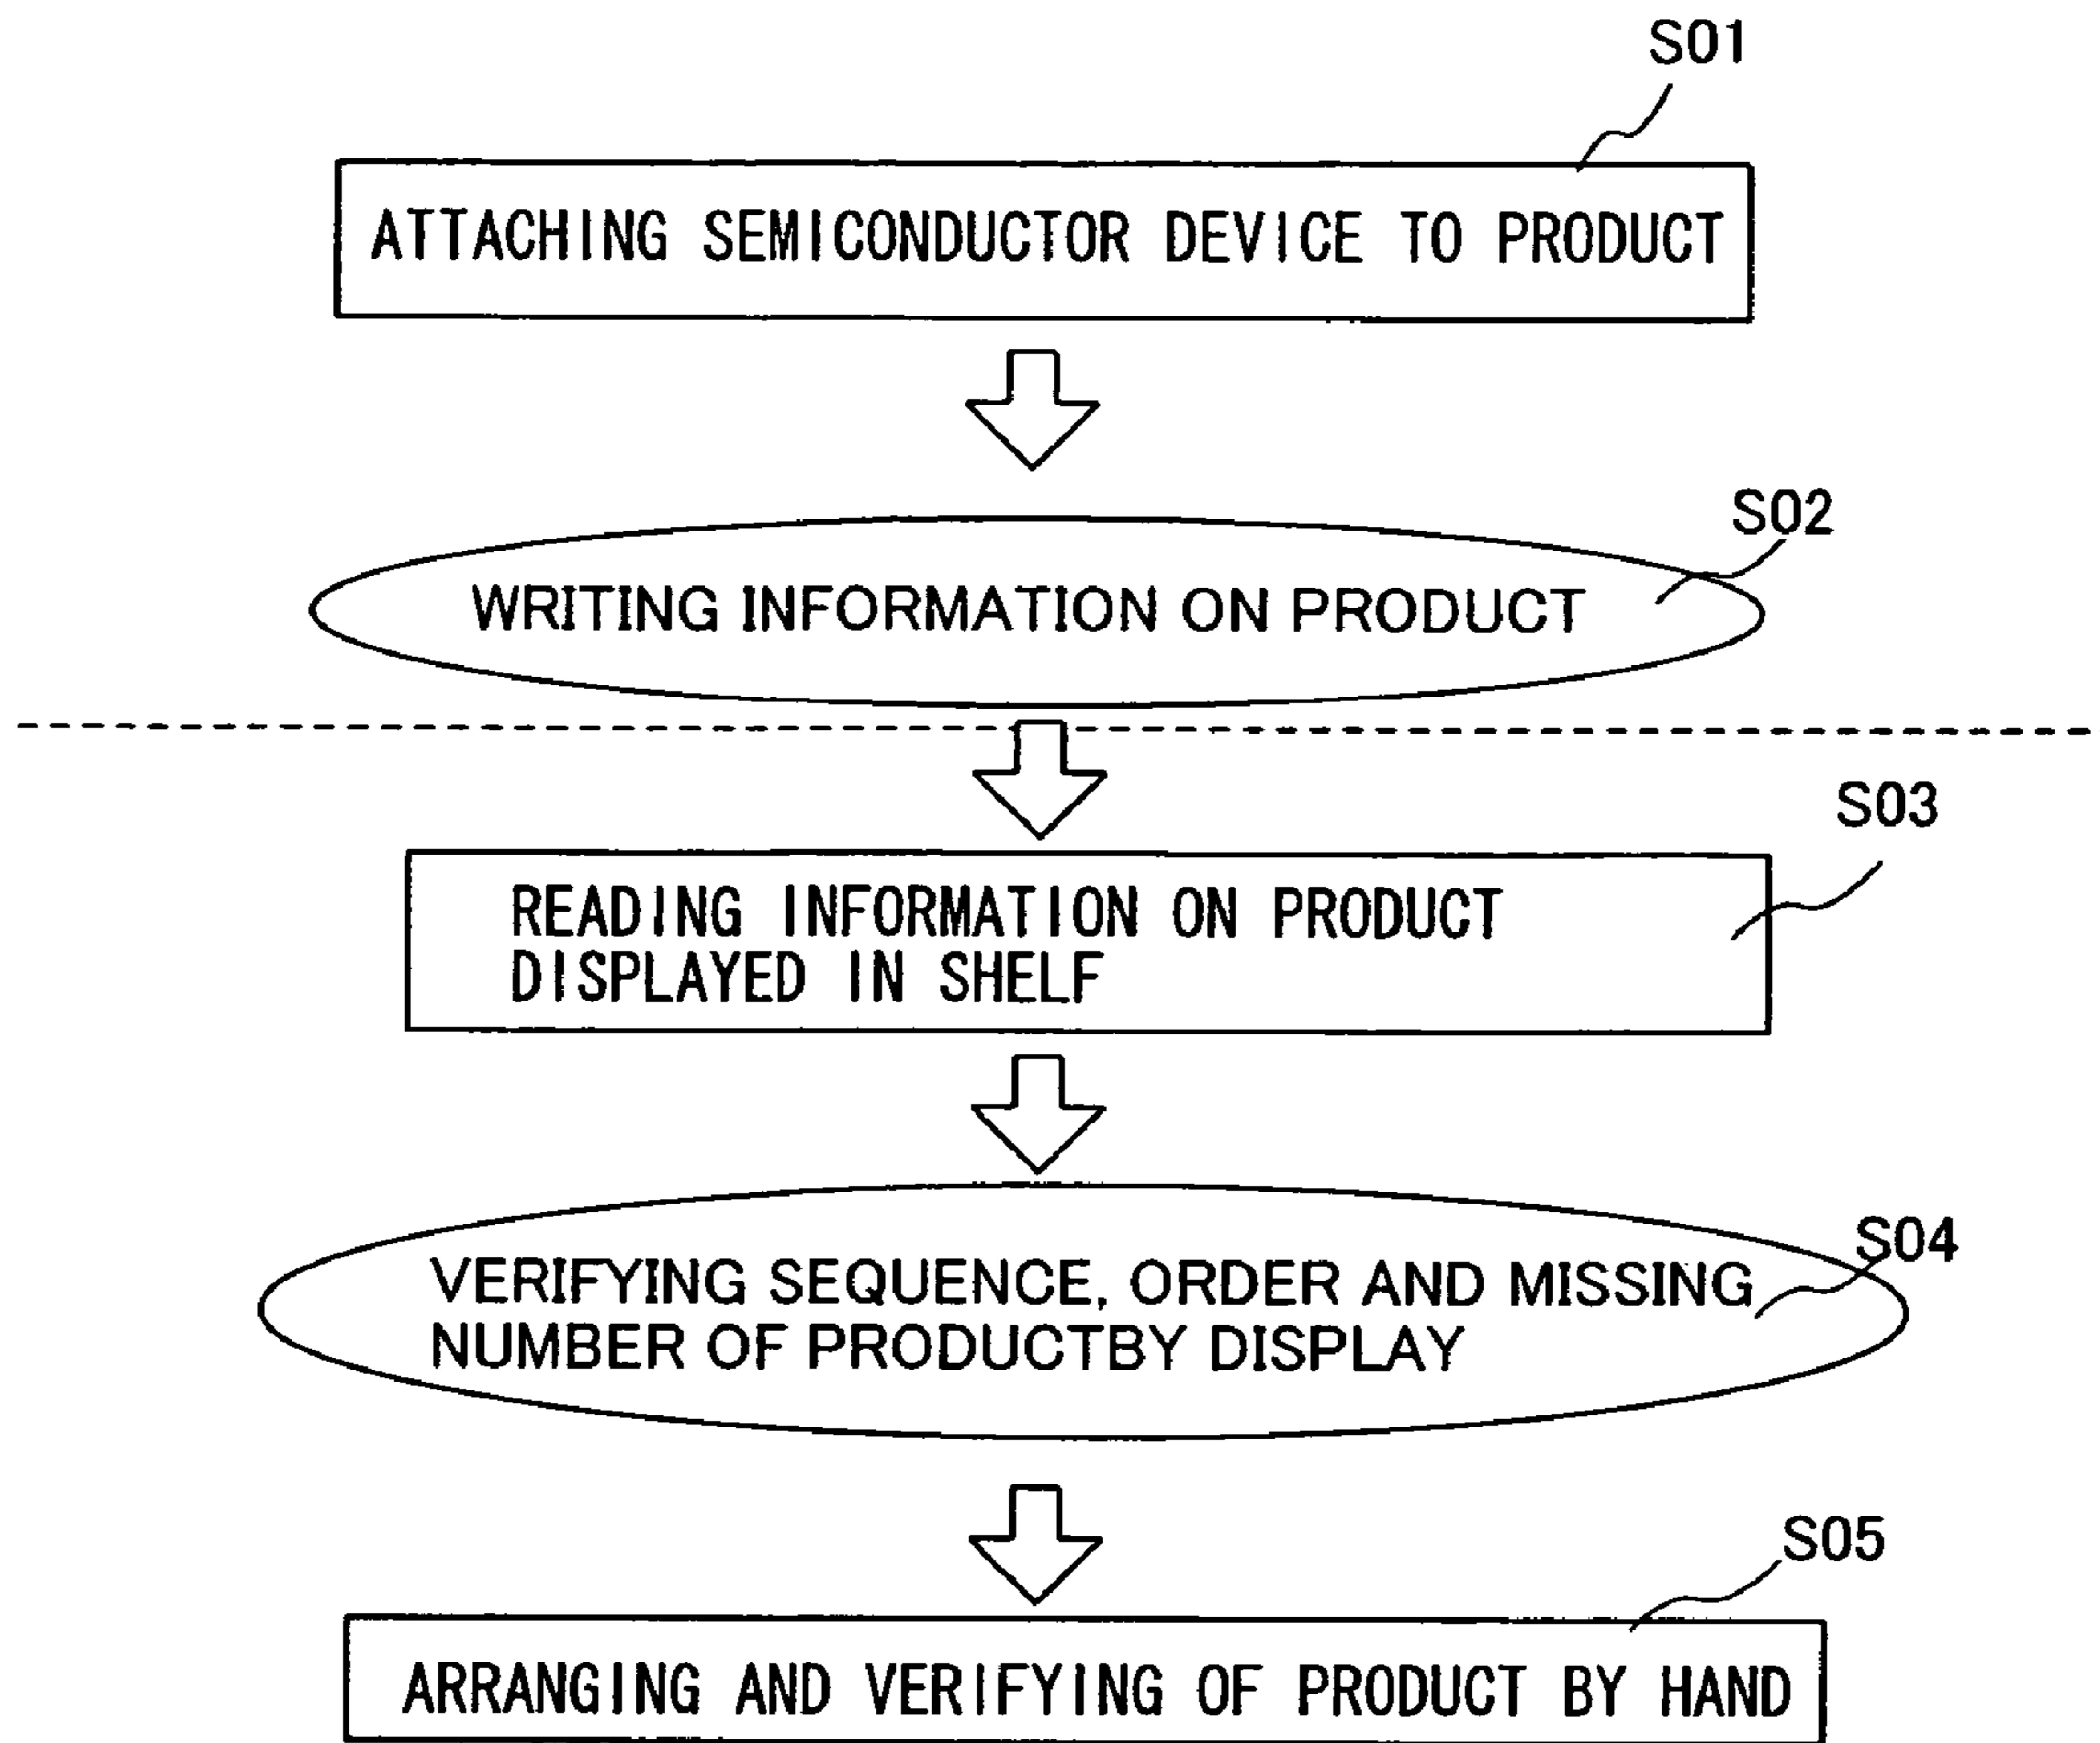 S01
ATTACHING SEMICONDUCTOR DEVICE TO PRODUCT
S02
WRITING INFORMATION ON PRODUCT
S03
READING INFORMATION ON PRODUCT
DISPLAYED IN SHELF
S04
VERIFYING SEQUENCE, ORDER AND MISSING
NUMBER OF PRODUCTBY DISPLAY
S05
ARRANGING AND VERIFYING OF PRODUCT BY HAND